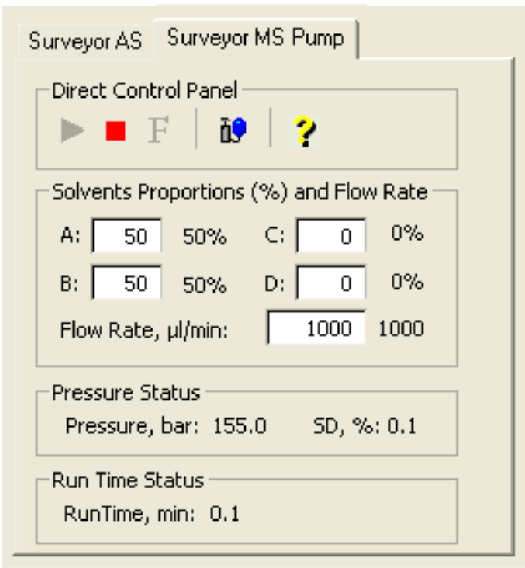 Surveyor AS Surveyor MS Pump
Direct Control Panel
F ?
Solvents Proportions (%) and Flow Rate
A: 50 50% C: 0 0%
B: 50 50% D: 0 0%
Flow Rate, µl/min: 1000 1000
Pressure Status
Pressure, bar: 155.0 SD, %: 0.1
Run Time Status
RunTime, min: 0.1